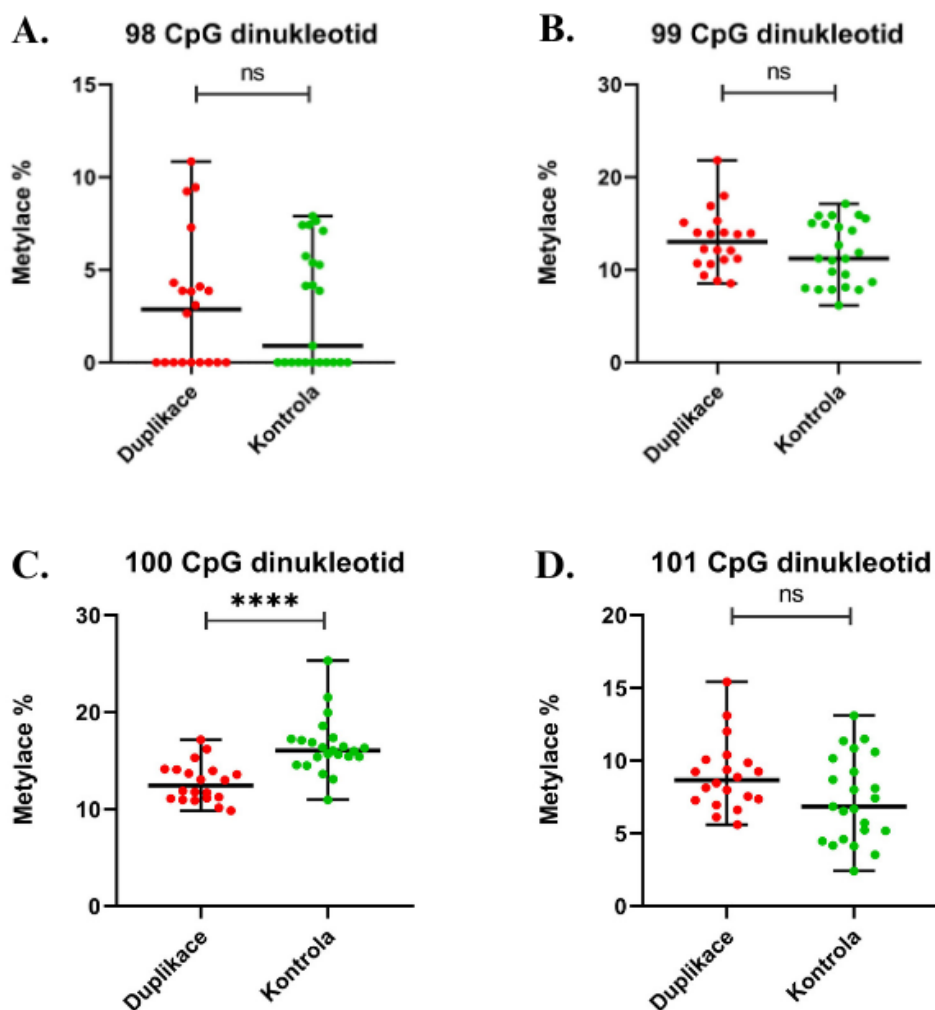 A.
98 CpG dinukleotid
ns
15
10
5
0
Metylace %
Duplikace
Kontrola
B.
99 CpG dinukleotid
ns
30
20
10
0
Metylace %
Duplikace
Kontrola
C.
100 CpG dinukleotid
****
30
20
10
0
Metylace %
Duplikace
Kontrola
D.
101 CpG dinukleotid
ns
20
15
10
5
0
Metylace %
Duplikace
Kontrola